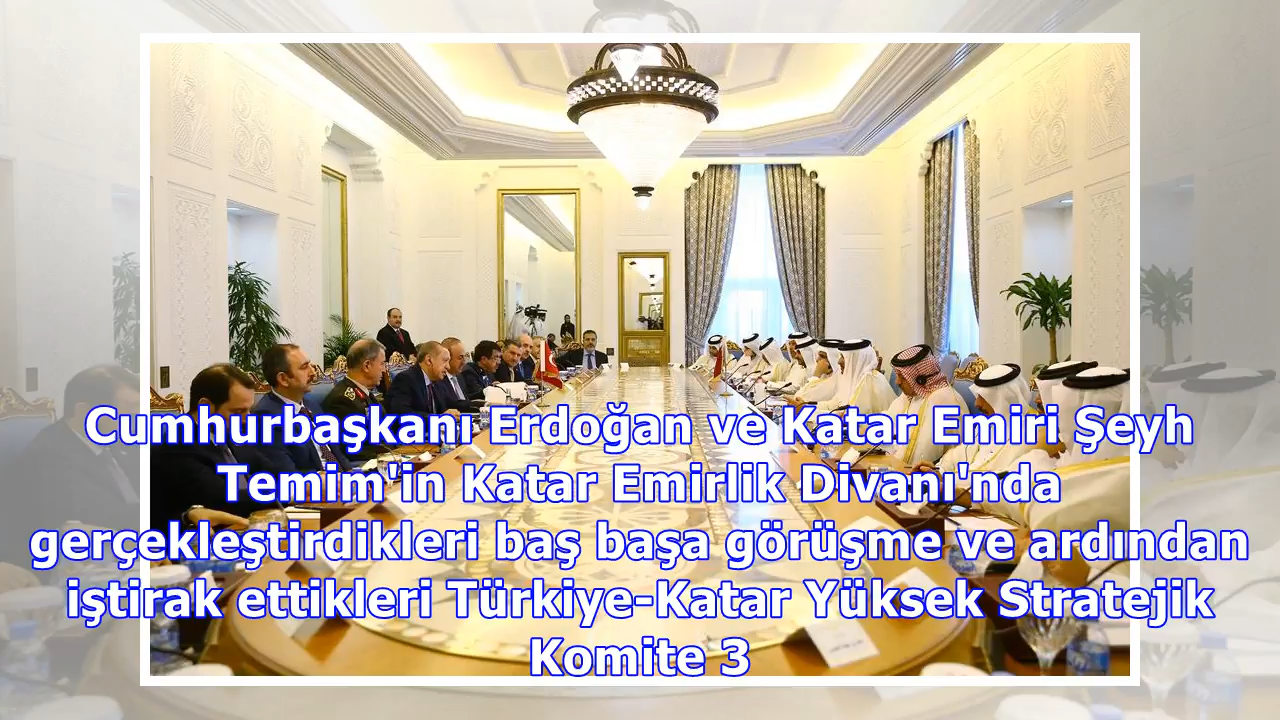 Cumhurbaşkanı Erdoğan ve Katar Emiri Şeyh
Temim'in Katar Emirlik Divanı'nda
gerçekleştirdikleri baş başa görüşme ve ardından
iştirak ettikleri Türkiye-Katar Yüksek Stratejik
Komite 3